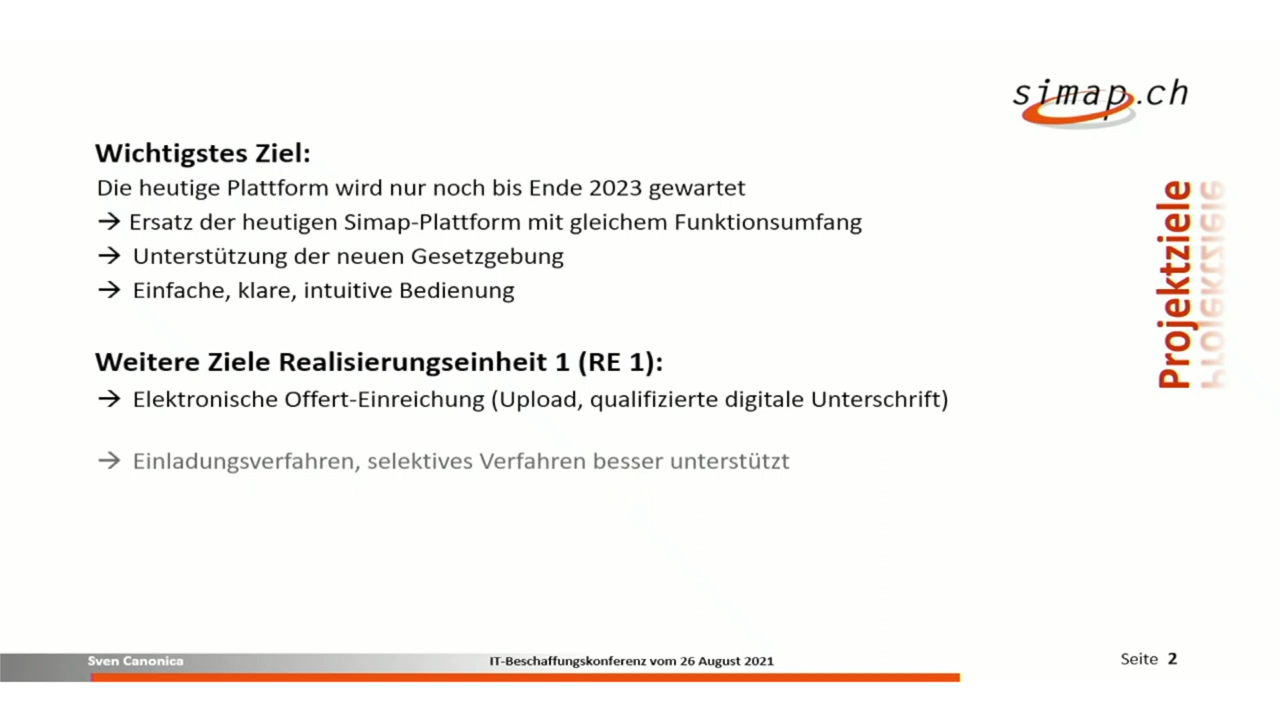 simap.ch
Wichtigstes Ziel:
Die heutige Plattform wird nur noch bis Ende 2023 gewartet
→ Ersatz der heutigen Simap-Plattform mit gleichem Funktionsumfang
→ Unterstützung der neuen Gesetzgebung
→ Einfache, klare, intuitive Bedienung
Weitere Ziele Realisierungseinheit 1 (RE 1):
→ Elektronische Offert-Einreichung (Upload, qualifizierte digitale Unterschrift)
→ Einladungsverfahren, selektives Verfahren besser unterstützt
Projektziele
Sven Canonica
IT-Beschaffungskonferenz vom 26 August 2021
Seite 2